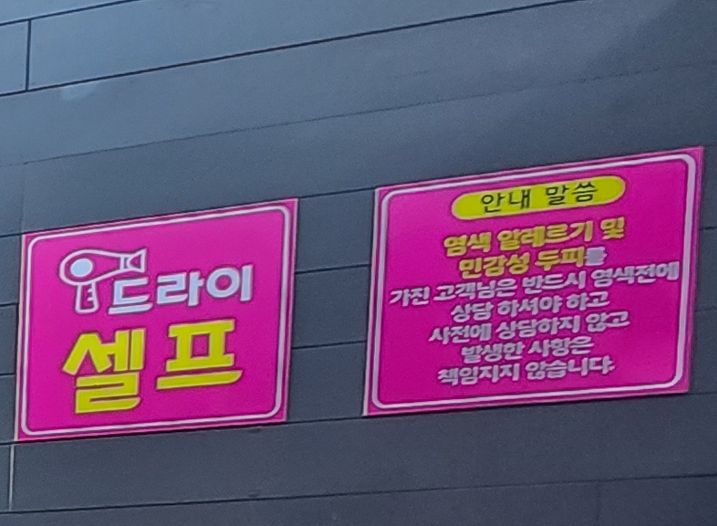 드라이
셀프
안내 말씀
염색 알레르기 및
민감성 두피를
가진 고객님은 반드시 염색전에
상담 하셔야 하고
사전에 상담하지 않고
발생한 사항은
책임지지 않습니다.